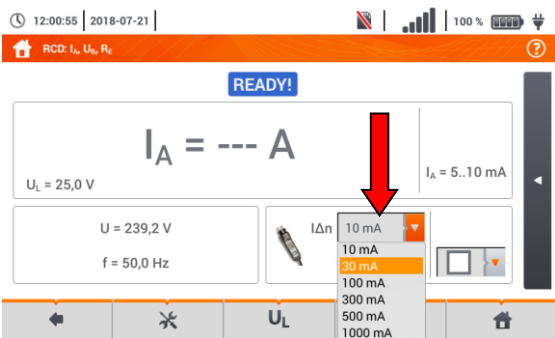 12:00:55 2018-07-21 100 %
RCD: IA, UB, RE ?
READY!
IA = --- A
UL = 25,0 V
IA = 5..10 mA
U = 239,2 V
f = 50,0 Hz
IΔn 10 mA
10 mA
30 mA
100 mA
300 mA
500 mA
1000 mA
UL